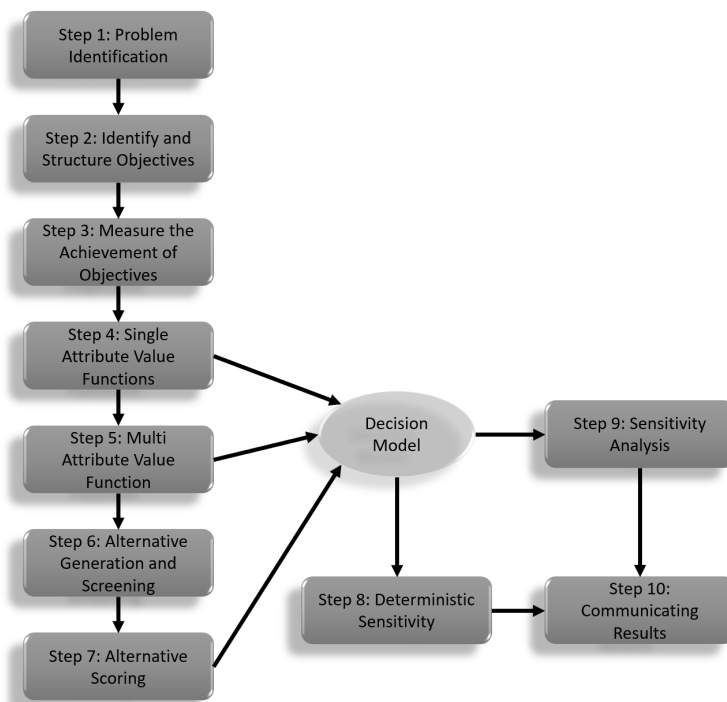 Step 1: Problem
Identification
Step 2: Identify and
Structure Objectives
Step 3: Measure the
Achievement of
Objectives
Step 4: Single
Attribute Value
Functions
Step 5: Multi
Attribute Value
Function
Step 6: Alternative
Generation and
Screening
Step 7: Alternative
Scoring
Decision
Model
Step 8: Deterministic
Sensitivity
Step 9: Sensitivity
Analysis
Step 10:
Communicating
Results